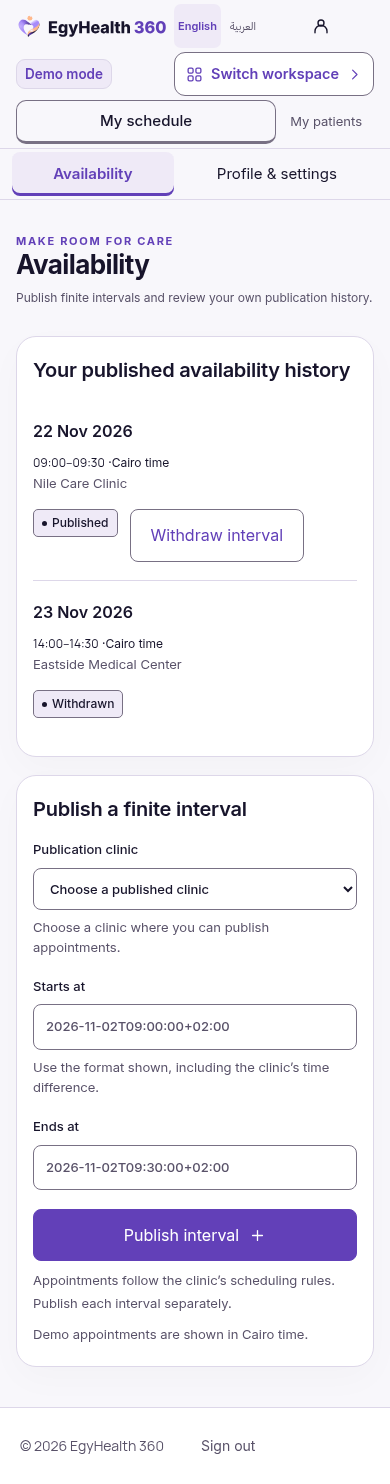 EgyHealth 360 English العربية
Demo mode Switch workspace
My schedule My patients
Availability Profile & settings
MAKE ROOM FOR CARE
Availability
Publish finite intervals and review your own publication history.
Your published availability history
22 Nov 2026
09:00–09:30 ·Cairo time
Nile Care Clinic
Published Withdraw interval
23 Nov 2026
14:00–14:30 ·Cairo time
Eastside Medical Center
Withdrawn
Publish a finite interval
Publication clinic
Choose a published clinic
Choose a clinic where you can publish
appointments.
Starts at
2026-11-02T09:00:00+02:00
Use the format shown, including the clinic’s time
difference.
Ends at
2026-11-02T09:30:00+02:00
Publish interval +
Appointments follow the clinic’s scheduling rules.
Publish each interval separately.
Demo appointments are shown in Cairo time.
© 2026 EgyHealth 360 Sign out